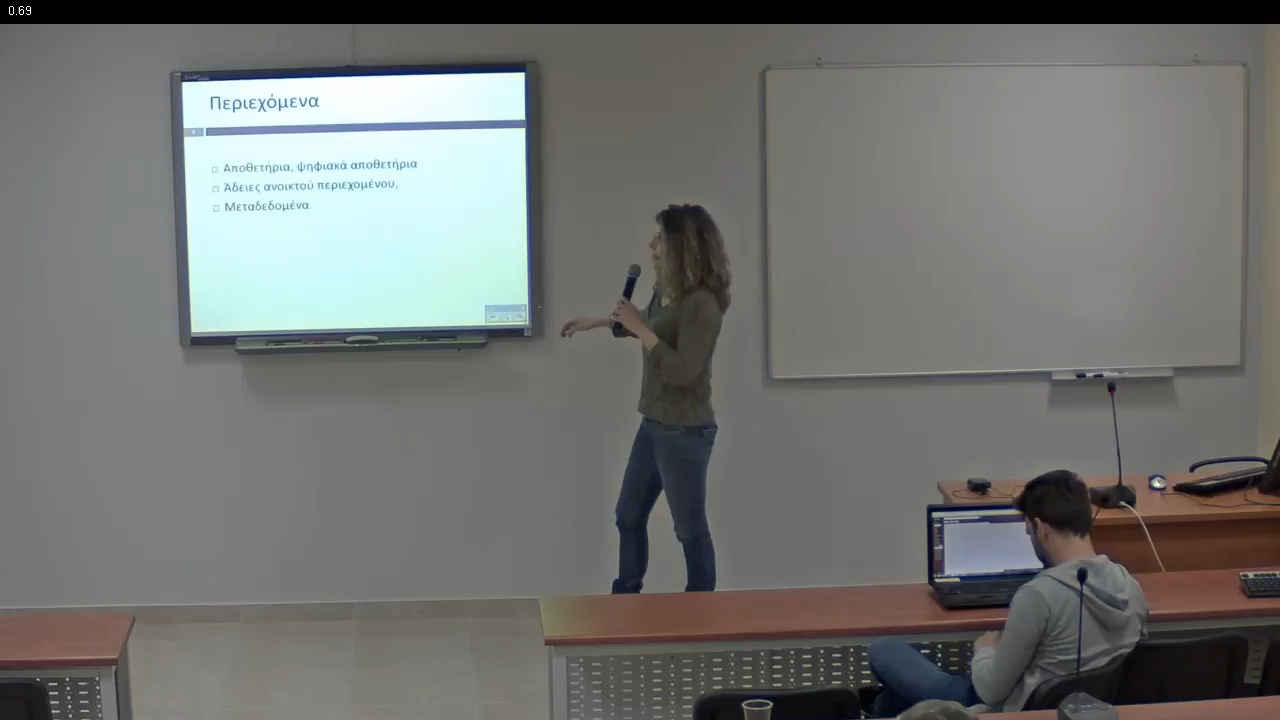 0.69
Περιεχόμενα
Αποθετήρια, ψηφιακά αποθετήρια
Άδειες ανοικτού περιεχομένου,
Μεταδεδομένα